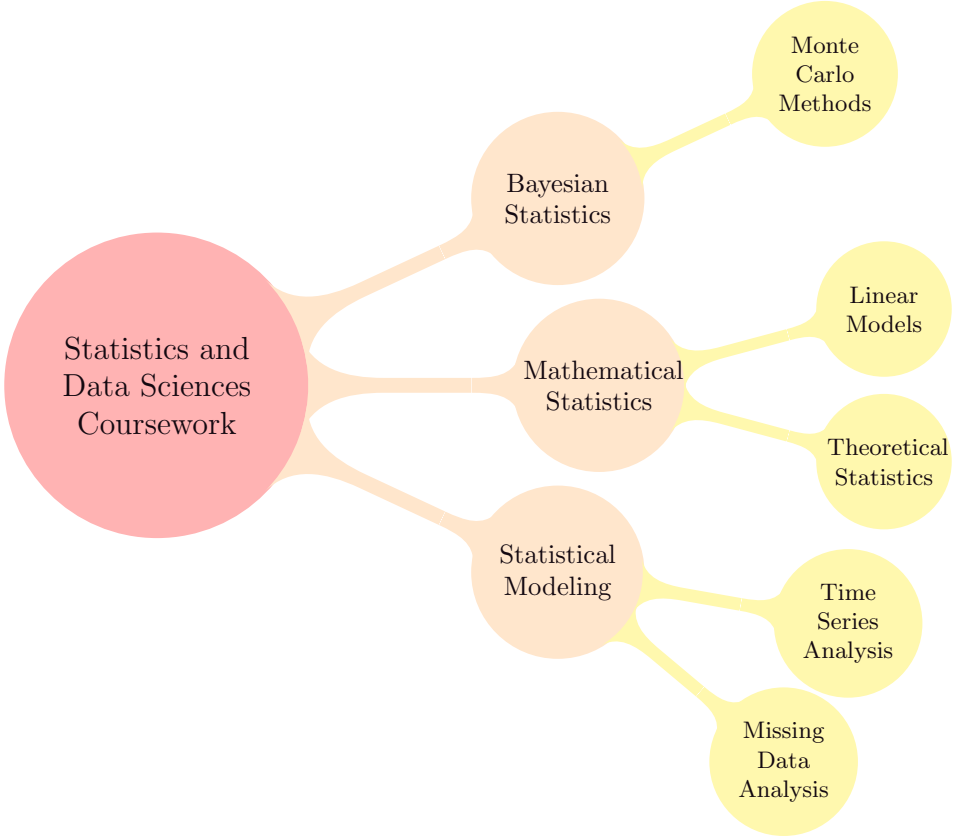 Statistics and
Data Sciences
Coursework
Bayesian
Statistics
Monte
Carlo
Methods
Mathematical
Statistics
Linear
Models
Theoretical
Statistics
Statistical
Modeling
Time
Series
Analysis
Missing
Data
Analysis